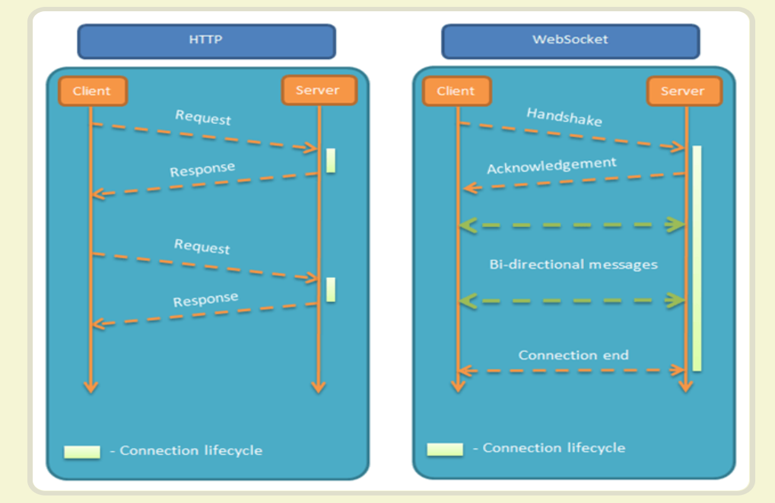 HTTP
Client
Server
Request
Response
Request
Response
- Connection lifecycle
WebSocket
Client
Server
Handshake
Acknowledgement
Bi-directional messages
Connection end
- Connection lifecycle